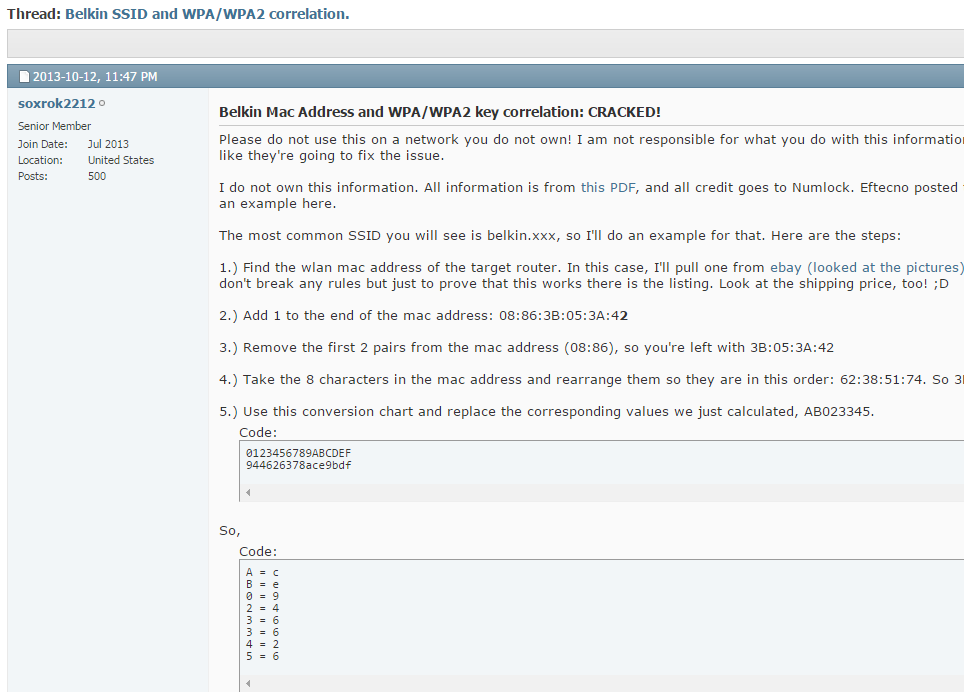 Thread: Belkin SSID and WPA/WPA2 correlation.
2013-10-12, 11:47 PM
soxrok2212
Senior Member
Join Date: Jul 2013
Location: United States
Posts: 500
Belkin Mac Address and WPA/WPA2 key correlation: CRACKED!
Please do not use this on a network you do not own! I am not responsible for what you do with this information
like they're going to fix the issue.
I do not own this information. All information is from this PDF, and all credit goes to Numlock. Eftecno posted
an example here.
The most common SSID you will see is belkin.xxx, so I'll do an example for that. Here are the steps:
1.) Find the wlan mac address of the target router. In this case, I'll pull one from ebay (looked at the pictures)
don't break any rules but just to prove that this works there is the listing. Look at the shipping price, too! ;D
2.) Add 1 to the end of the mac address: 08:86:3B:05:3A:42
3.) Remove the first 2 pairs from the mac address (08:86), so you're left with 3B:05:3A:42
4.) Take the 8 characters in the mac address and rearrange them so they are in this order: 62:38:51:74. So 3
5.) Use this conversion chart and replace the corresponding values we just calculated, AB023345.
Code:
0123456789ABCDEF
944626378ace9bdf
So,
Code:
A = c
B = e
0 = 9
2 = 4
3 = 6
3 = 6
4 = 2
5 = 6